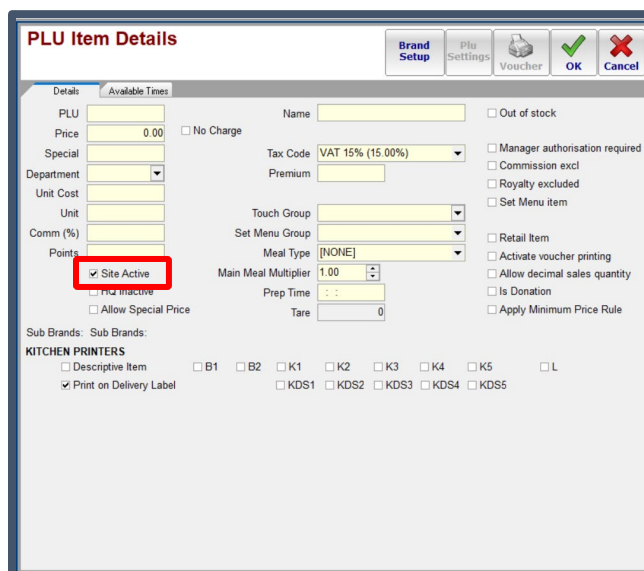 PLU Item Details
Brand Setup
Plu Settings
Voucher
OK
Cancel
Details Available Times
PLU Name Out of stock
Price 0.00 No Charge
Special Tax Code VAT 15% (15.00%) Manager authorisation required
Department Premium Commission excl
Unit Cost Royalty excluded
Unit Touch Group Set Menu item
Comm (%) Set Menu Group Retail Item
Points Meal Type [NONE] Activate voucher printing
Site Active Main Meal Multiplier 1.00 Allow decimal sales quantity
HQ Inactive Prep Time : : Is Donation
Allow Special Price Tare 0 Apply Minimum Price Rule
Sub Brands: Sub Brands:
KITCHEN PRINTERS
Descriptive Item B1 B2 K1 K2 K3 K4 K5 L
Print on Delivery Label KDS1 KDS2 KDS3 KDS4 KDS5